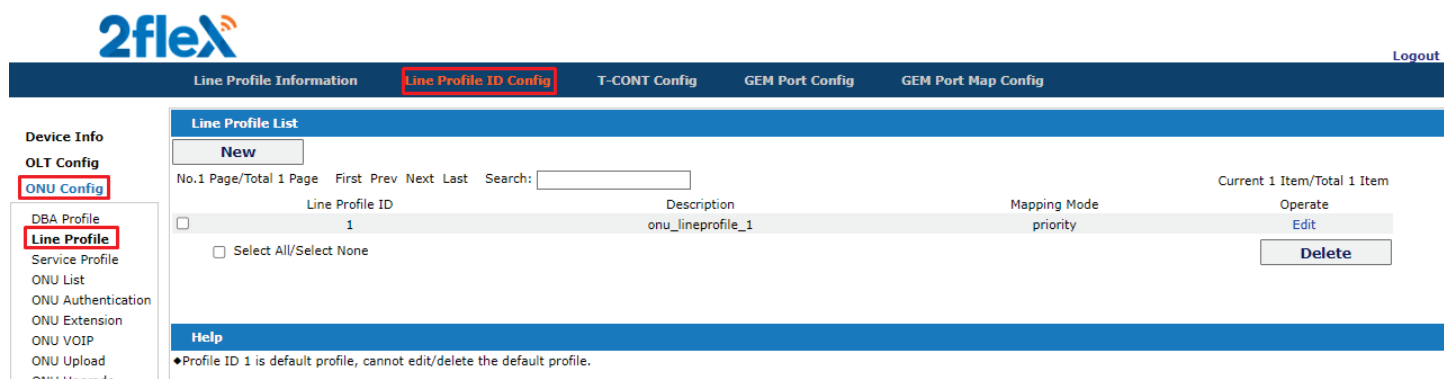 2flex
Logout
Line Profile Information Line Profile ID Config T-CONT Config GEM Port Config GEM Port Map Config
Device Info
OLT Config
ONU Config
DBA Profile
Line Profile
Service Profile
ONU List
ONU Authentication
ONU Extension
ONU VOIP
ONU Upload
Line Profile List
New
No.1 Page/Total 1 Page First Prev Next Last Search:
Current 1 Item/Total 1 Item
Line Profile ID Description Mapping Mode Operate
1 onu_lineprofile_1 priority Edit
Select All/Select None
Delete
Help
◆Profile ID 1 is default profile, cannot edit/delete the default profile.